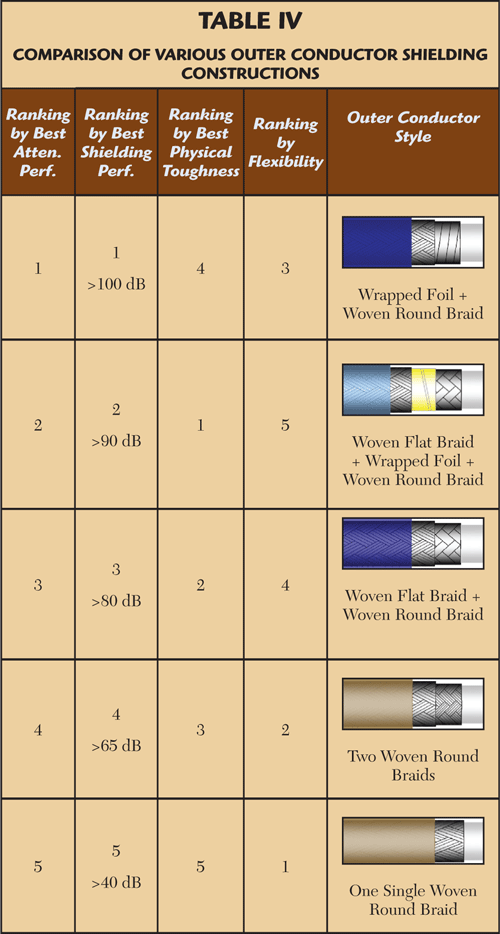 TABLE IV
COMPARISON OF VARIOUS OUTER CONDUCTOR SHIELDING
CONSTRUCTIONS
Ranking
by Best
Atten.
Perf.
Ranking
by Best
Shielding
Perf.
Ranking
by Best
Physical
Toughness
Ranking
by
Flexibility
Outer Conductor
Style
1
1
>100 dB
4
3
Wrapped Foil +
Woven Round Braid
2
2
>90 dB
1
5
Woven Flat Braid
+ Wrapped Foil +
Woven Round Braid
3
3
>80 dB
2
4
Woven Flat Braid +
Woven Round Braid
4
4
>65 dB
3
2
Two Woven Round
Braids
5
5
>40 dB
5
1
One Single Woven
Round Braid